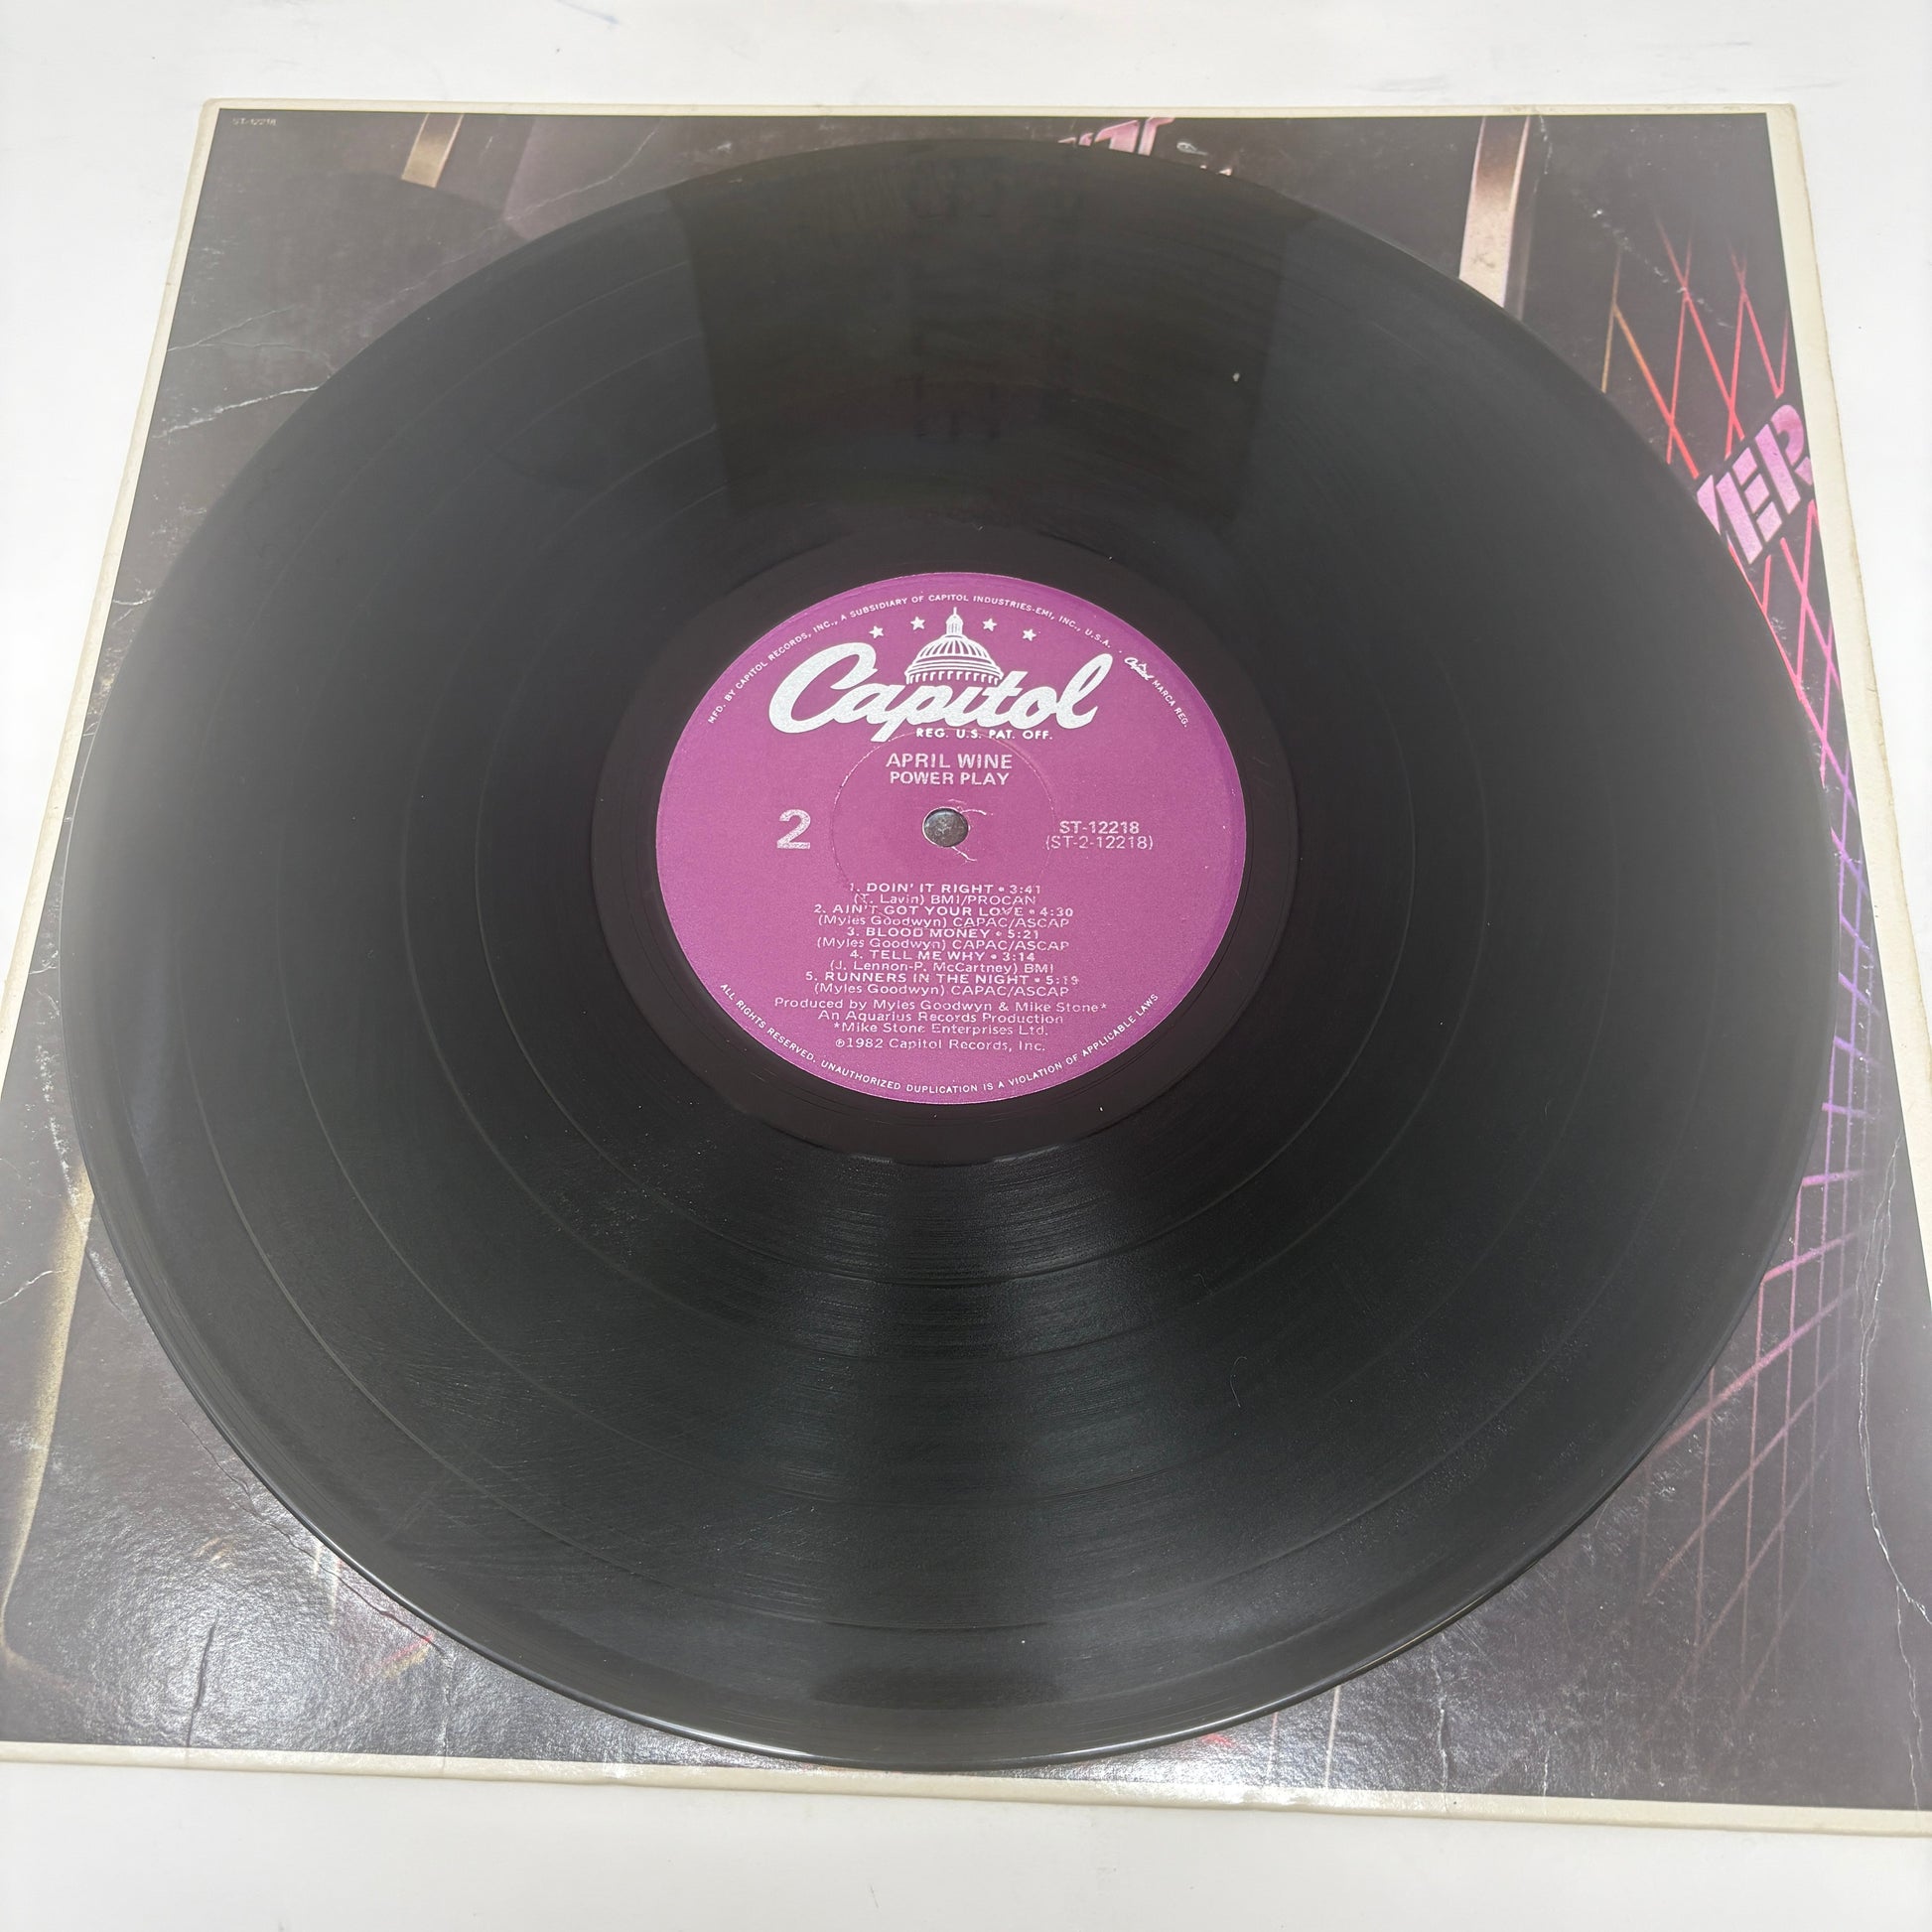 ST-12218
WER
MFD. BY CAPITOL RECORDS, INC., A SUBSIDIARY OF CAPITOL INDUSTRIES-EMI, INC., U.S.A. . Capitol MARCA REG.
Capitol
REG. U.S. PAT. OFF.
APRIL WINE
POWER PLAY
2
ST-12218
(ST-2-12218)
1. DOIN' IT RIGHT • 3:41
(T. Lavin) BMI/PROCAN
2. AIN'T GOT YOUR LOVE • 4:30
(Myles Goodwyn) CAPAC/ASCAP
3. BLOOD MONEY • 5:21
(Myles Goodwyn) CAPAC/ASCAP
4. TELL ME WHY • 3:14
(J. Lennon-P. McCartney) BMI
5. RUNNERS IN THE NIGHT • 5:19
(Myles Goodwyn) CAPAC/ASCAP
Produced by Myles Goodwyn & Mike Stone*
An Aquarius Records Production
*Mike Stone Enterprises Ltd.
℗1982 Capitol Records, Inc.
ALL RIGHTS RESERVED. UNAUTHORIZED DUPLICATION IS A VIOLATION OF APPLICABLE LAWS